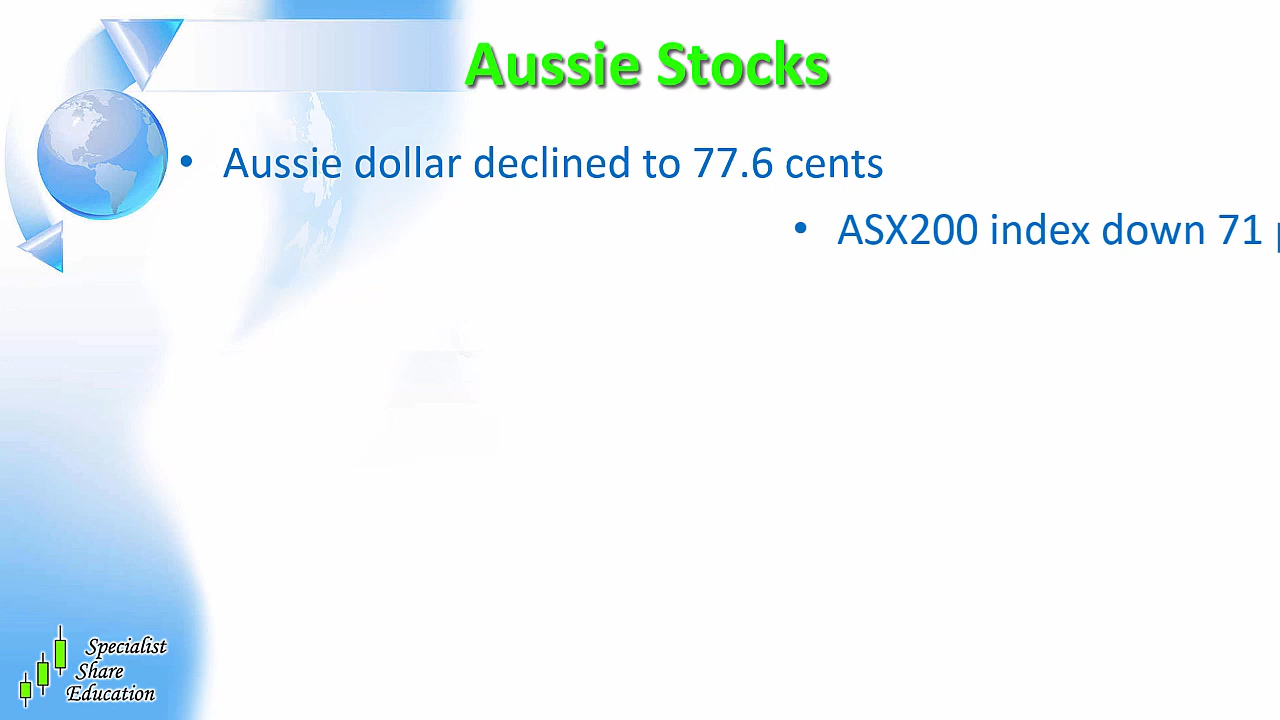 Aussie Stocks
• Aussie dollar declined to 77.6 cents
• ASX200 index down 71
Specialist
Share
Education